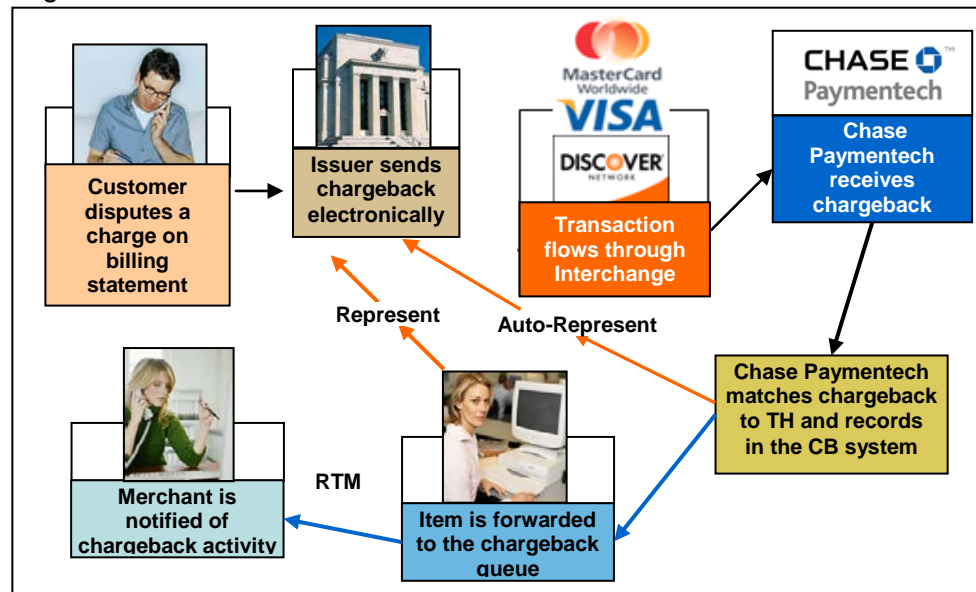 MasterCard
Worldwide
VISA
DISCOVER
NETWORK
CHASE TM
Paymentech
Customer
disputes a
charge on
billing
statement
Issuer sends
chargeback
electronically
Transaction
flows through
Interchange
Chase
Paymentech
receives
chargeback
Represent
Auto-Represent
Chase Paymentech
matches chargeback
to TH and records
in the CB system
RTM
Merchant is
notified of
chargeback activity
Item is forwarded
to the chargeback
queue